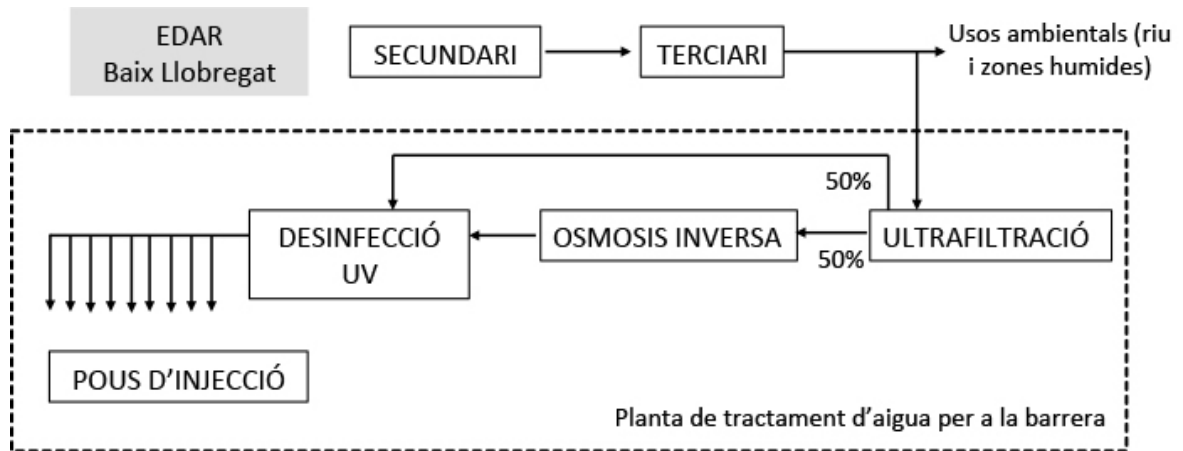 EDAR
Baix Llobregat
SECUNDARI
TERCIARI
Usos ambientals (riu
i zones humides)
50%
DESINFECCIÓ
UV
OSMOSIS INVERSA
50%
ULTRAFILTRACIÓ
POUS D'INJECCIÓ
Planta de tractament d'aigua per a la barrera